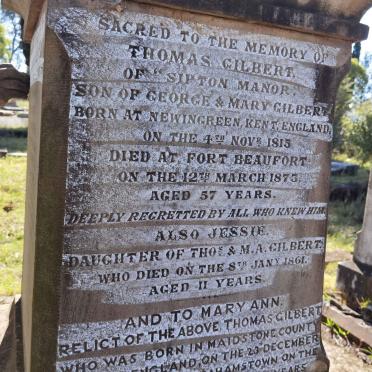 SACRED TO THE MEMORY OF
THOMAS GILBERT,
OF "SIPTON MANOR,"
SON OF GEORGE & MARY GILBERT
BORN AT NEWINGREEN, KENT, ENGLAND,
ON THE 4TH NOVR. 1815
DIED AT FORT BEAUFORT
ON THE 12TH MARCH 1873.
AGED 57 YEARS.
DEEPLY REGRETTED BY ALL WHO KNEW HIM.
ALSO JESSIE,
DAUGHTER OF THOS. & M.A. GILBERT,
WHO DIED ON THE 8TH JANY 1861.
AGED 11 YEARS.
AND TO MARY ANN,
RELICT OF THE ABOVE THOMAS GILBERT
WHO WAS BORN IN MAIDSTONE COUNTY
ENGLAND, ON THE 23 DECEMBER
GRAHAMSTOWN ON THE
YEARS